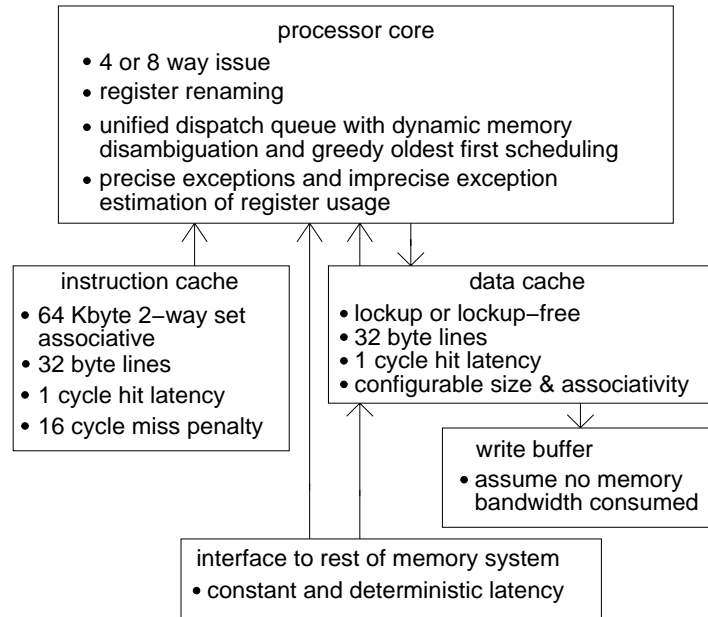 processor core
• 4 or 8 way issue
• register renaming
• unified dispatch queue with dynamic memory
disambiguation and greedy oldest first scheduling
• precise exceptions and imprecise exception
estimation of register usage
instruction cache
• 64 Kbyte 2−way set
associative
• 32 byte lines
• 1 cycle hit latency
• 16 cycle miss penalty
data cache
• lockup or lockup−free
• 32 byte lines
• 1 cycle hit latency
• configurable size & associativity
write buffer
• assume no memory
bandwidth consumed
interface to rest of memory system
• constant and deterministic latency